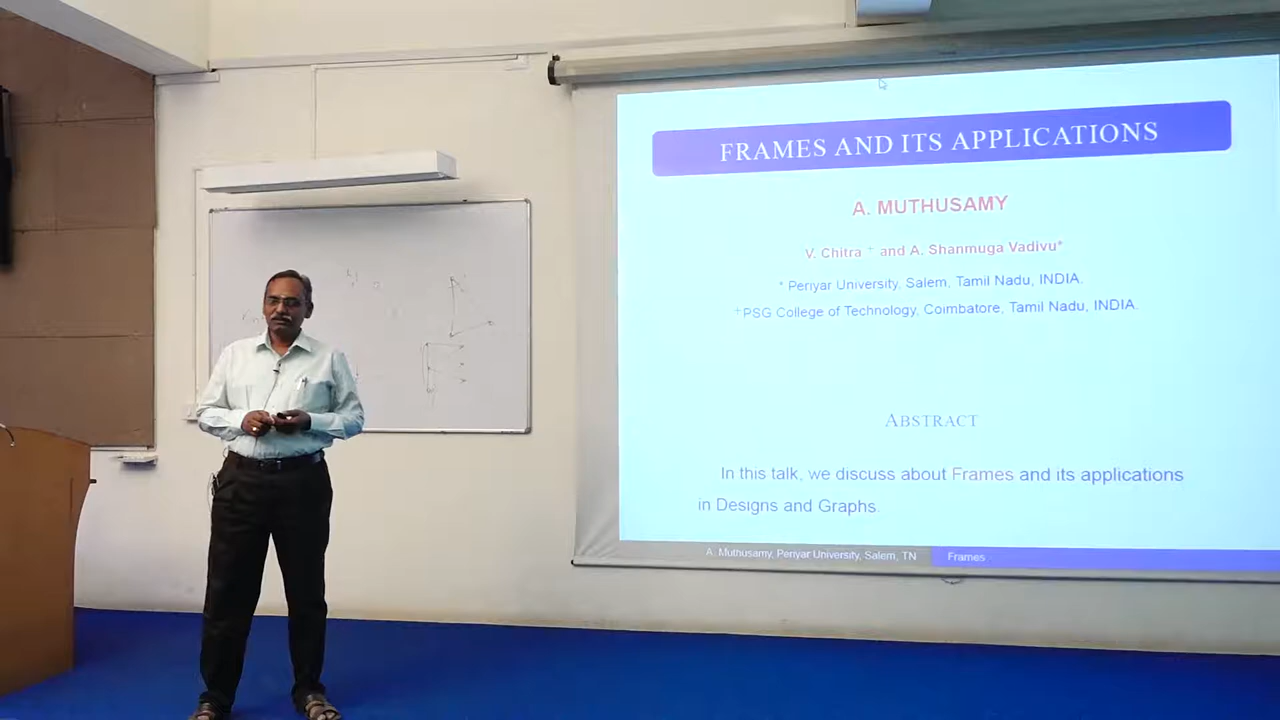 FRAMES AND ITS APPLICATIONS
A. MUTHUSAMY
V. Chitra + and A. Shanmuga Vadivu*
* Periyar University, Salem, Tamil Nadu, INDIA.
+PSG College of Technology, Coimbatore, Tamil Nadu, INDIA.
ABSTRACT
In this talk, we discuss about Frames and its applications
in Designs and Graphs.
A. Muthusamy, Periyar University, Salem, TN Frames